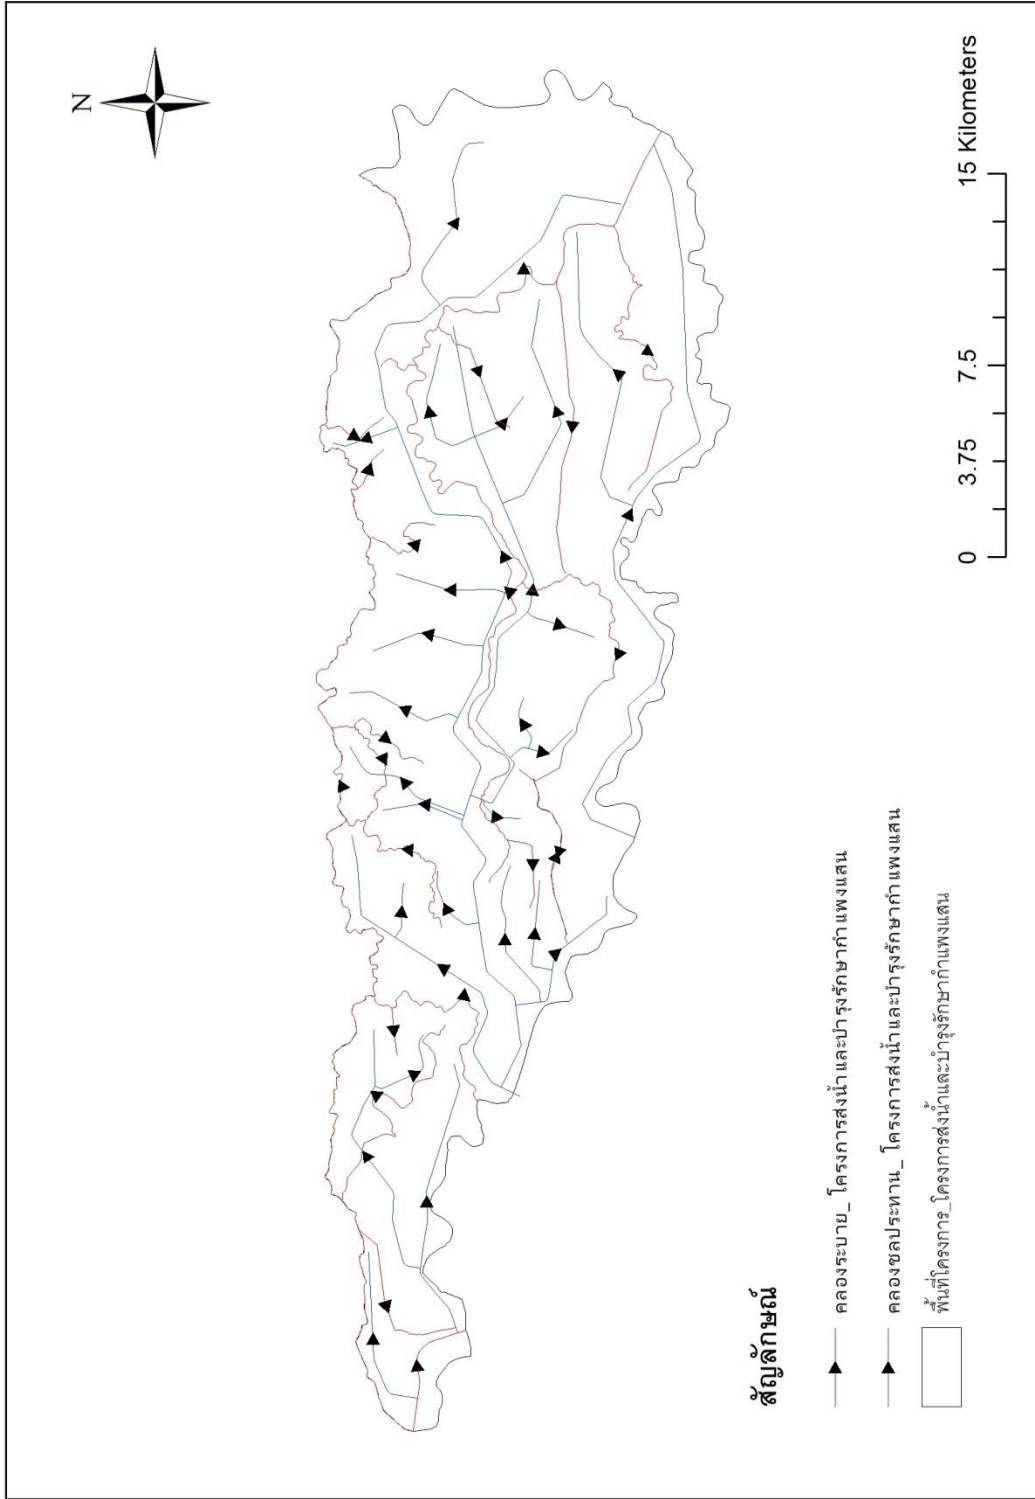 N
สัญลักษณ์
คลองระบาย_ โครงการส่งน้ำและบำรุงรักษากำแพงแสน
คลองชลประทาน_ โครงการส่งน้ำและบำรุงรักษากำแพงแสน
พื้นที่โครงการ_โครงการส่งน้ำและบำรุงรักษากำแพงแสน
0 3.75 7.5 15 Kilometers